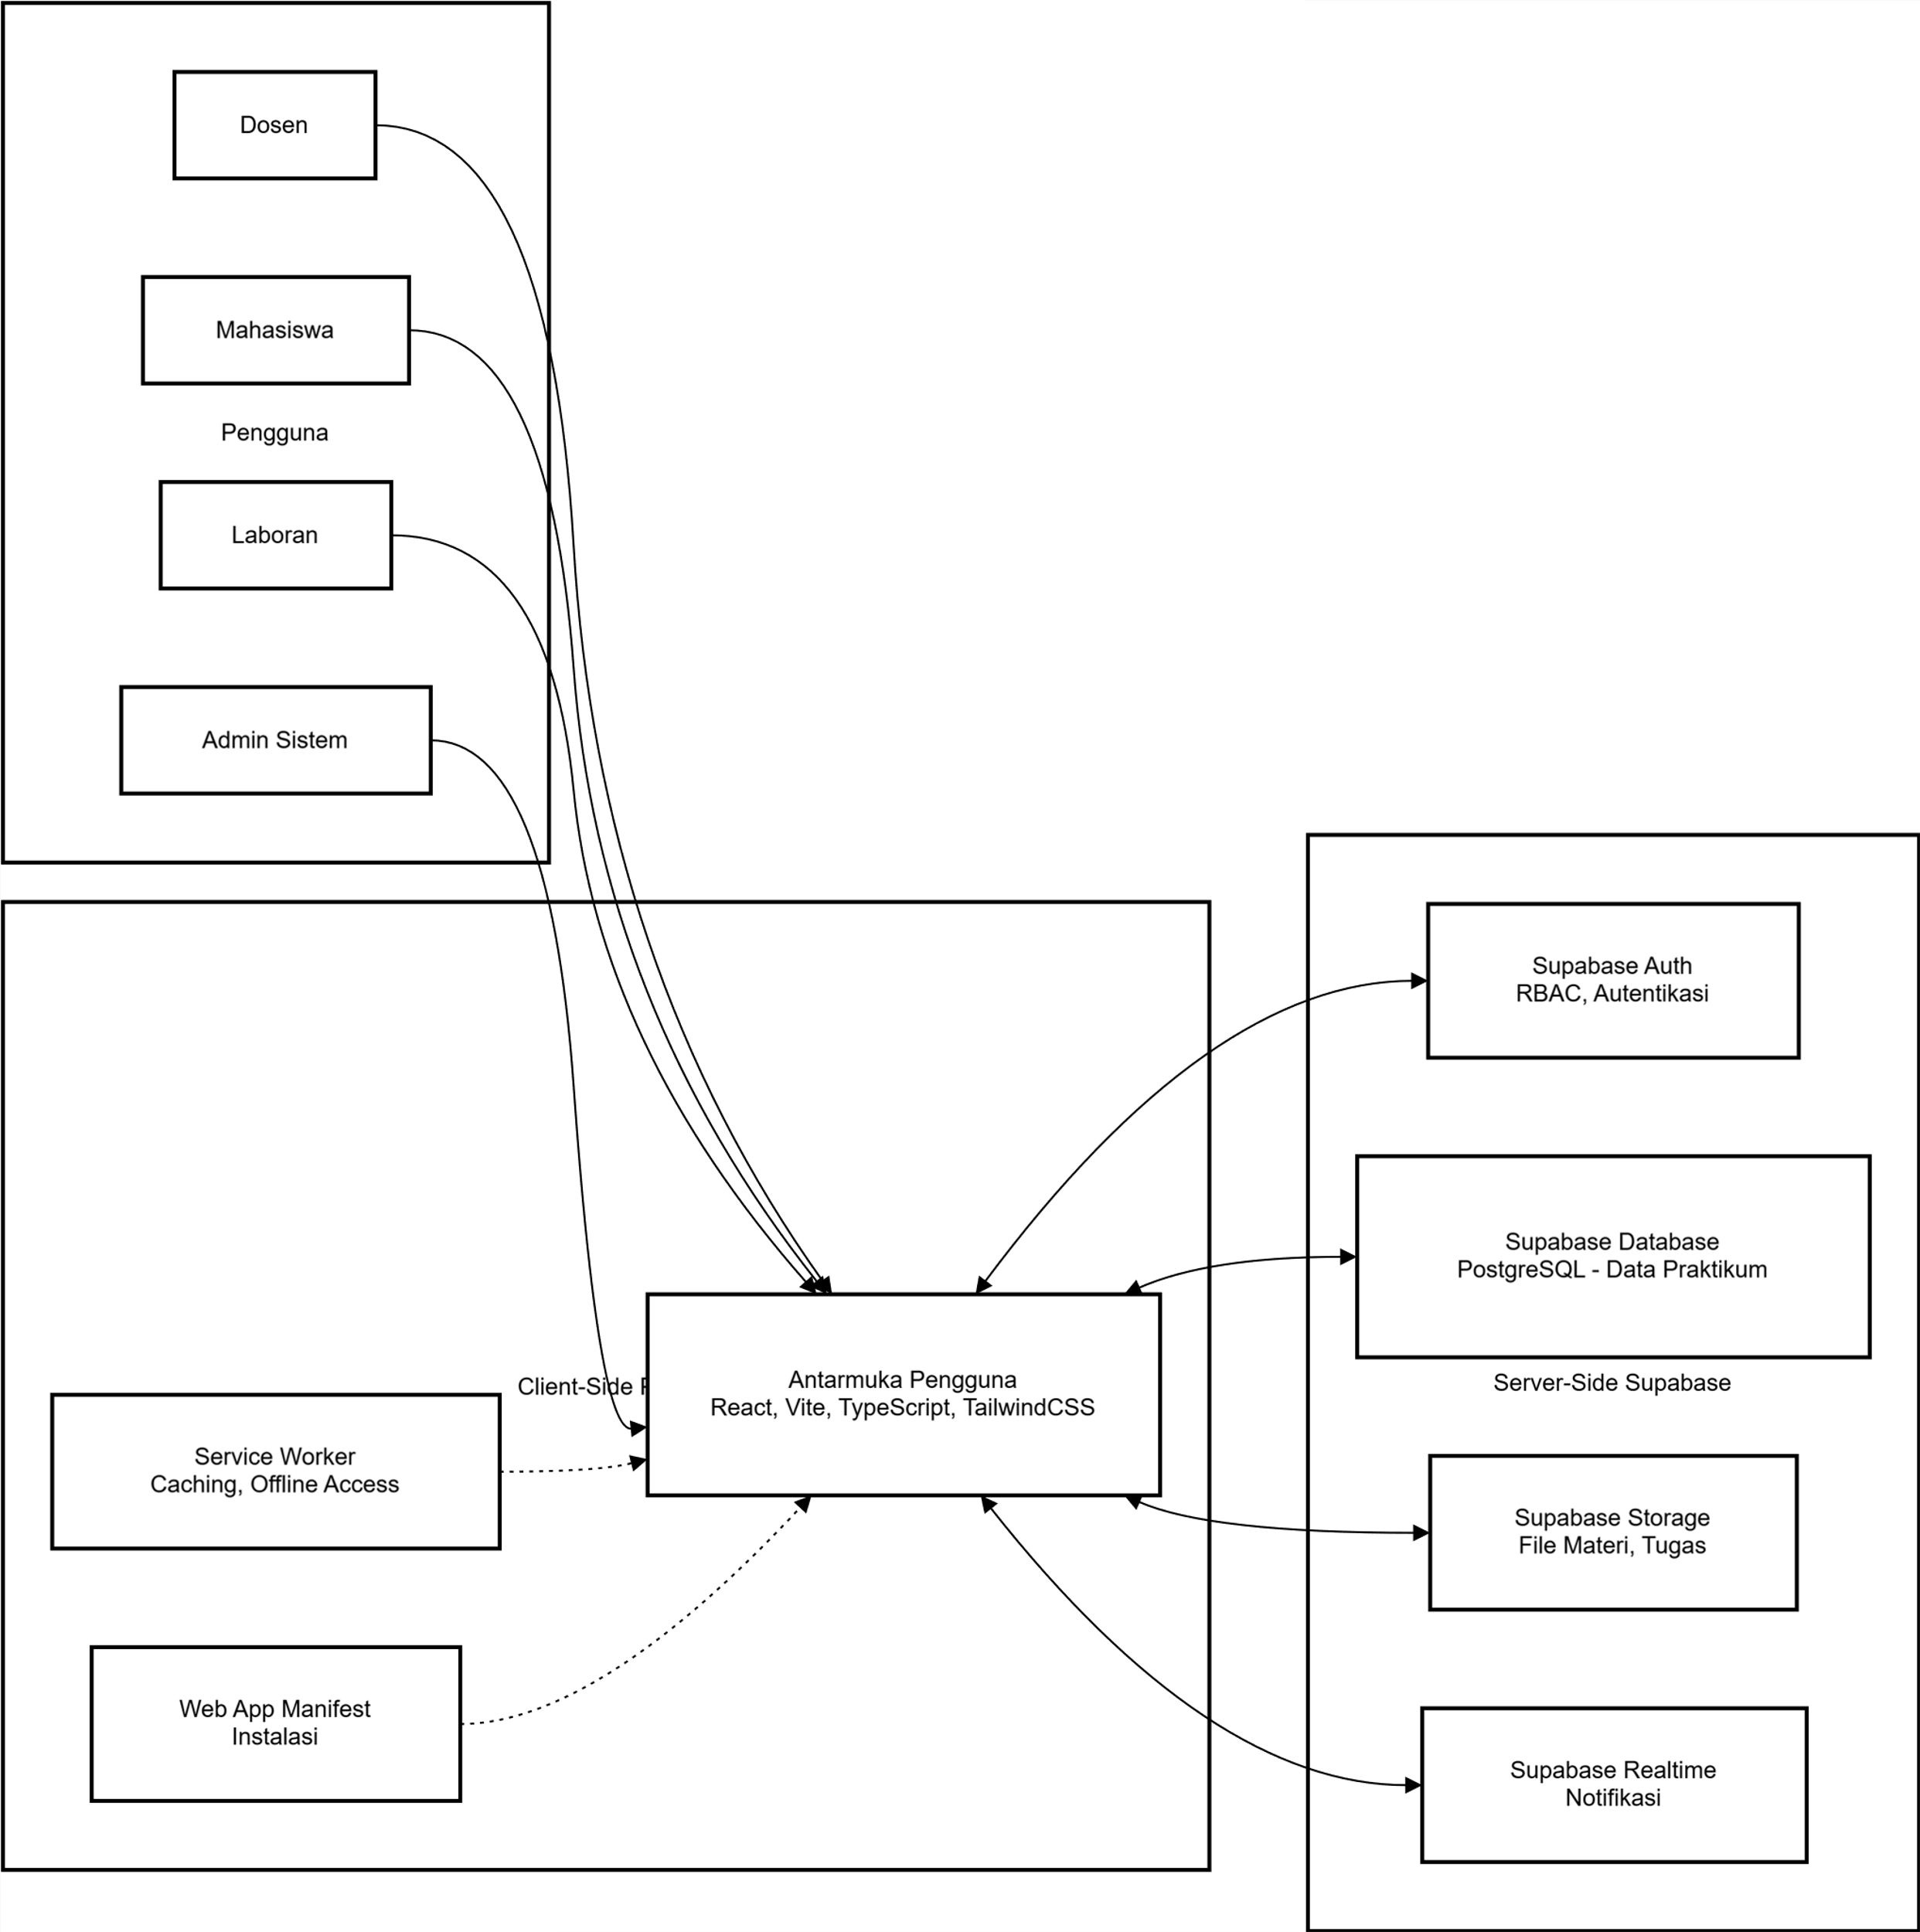 Dosen
Mahasiswa
Pengguna
Laboran
Admin Sistem
Client-Side
Antarmuka Pengguna
React, Vite, TypeScript, TailwindCSS
Service Worker
Caching, Offline Access
Web App Manifest
Instalasi
Supabase Auth
RBAC, Autentikasi
Supabase Database
PostgreSQL - Data Praktikum
Server-Side Supabase
Supabase Storage
File Materi, Tugas
Supabase Realtime
Notifikasi